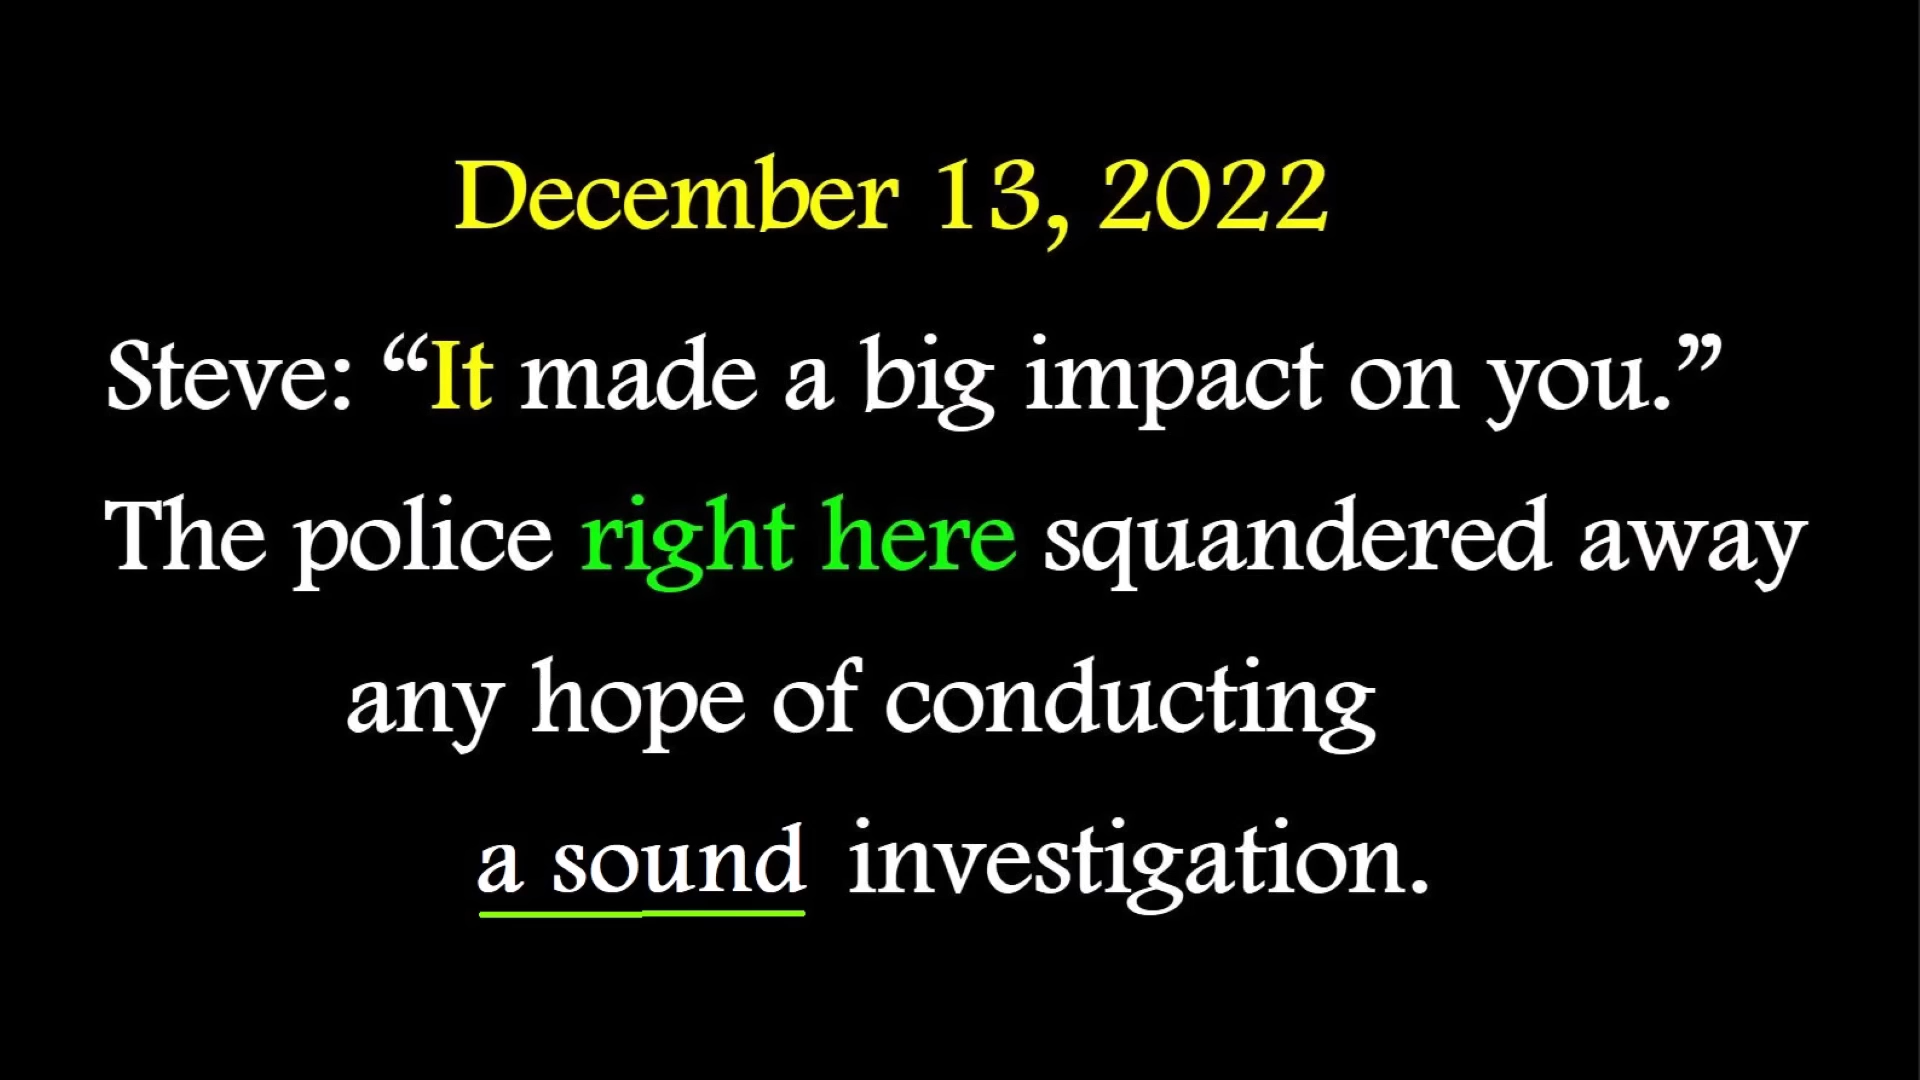 December 13, 2022
Steve: “It made a big impact on you.”
The police right here squandered away
any hope of conducting
a sound investigation.